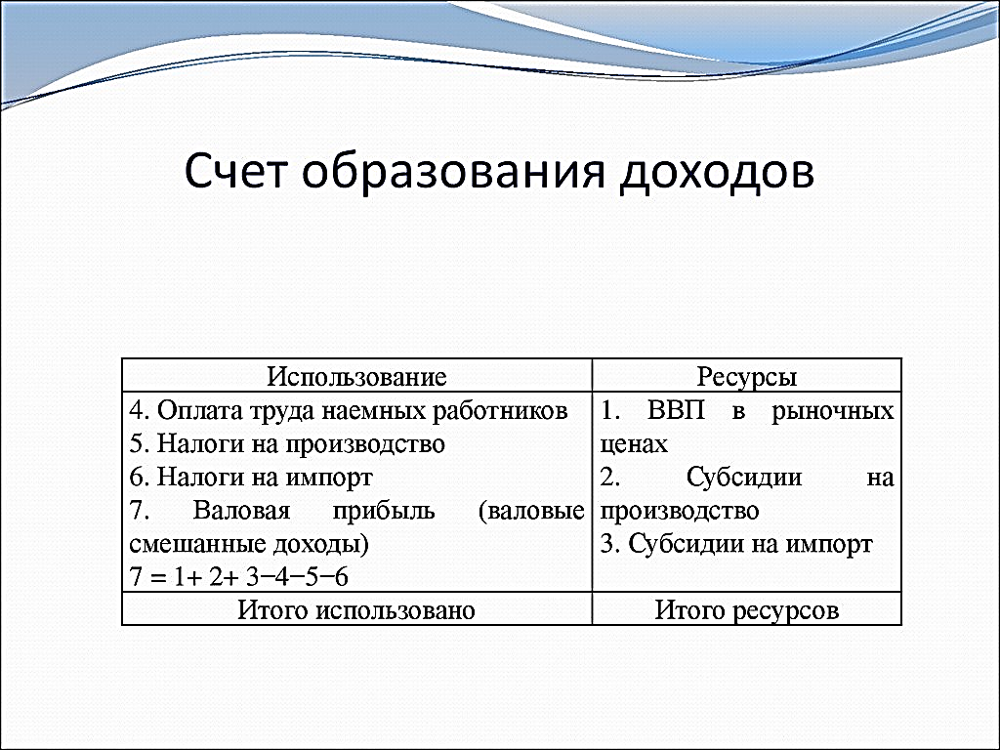 Счет образования доходов
Использование
Ресурсы
4. Оплата труда наемных работников
5. Налоги на производство
6. Налоги на импорт
7. Валовая прибыль (валовые
смешанные доходы)
7 = 1+ 2+ 3−4−5−6
1. ВВП в рыночных
ценах
2. Субсидии на
производство
3. Субсидии на импорт
Итого использовано
Итого ресурсов